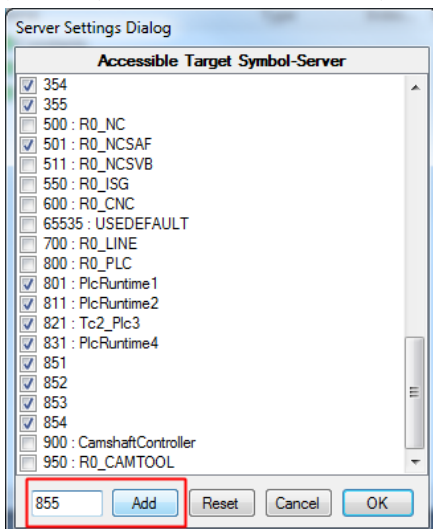 Server Settings Dialog
Accessible Target Symbol-Server
354
355
500 : R0_NC
501 : R0_NCSAF
511 : R0_NCSVB
550 : R0_ISG
600 : R0_CNC
65535 : USEDEFAULT
700 : R0_LINE
800 : R0_PLC
801 : PlcRuntime1
811 : PlcRuntime2
821 : Tc2_Plc3
831 : PlcRuntime4
851
852
853
854
900 : CamshaftController
950 : R0_CAMTOOL
855 Add Reset Cancel OK